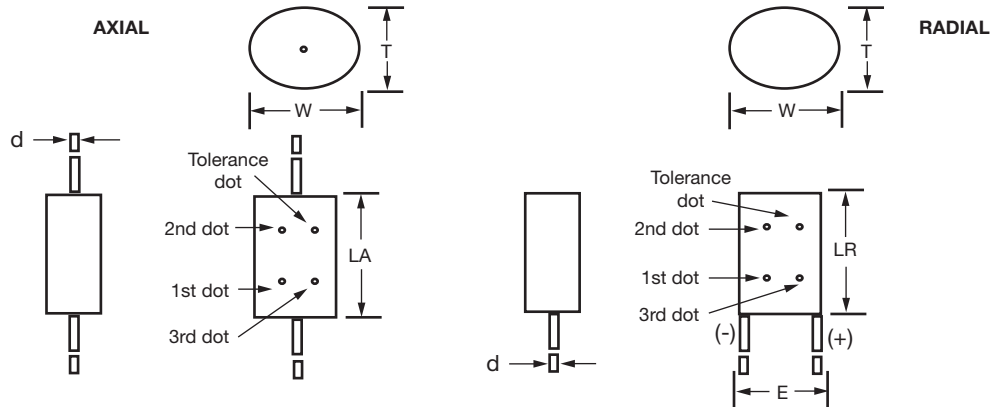 AXIAL
T
W
d
Tolerance
dot
2nd dot
LA
1st dot
3rd dot
RADIAL
T
W
Tolerance
dot
2nd dot
LR
1st dot
3rd dot
(-)
(+)
d
E